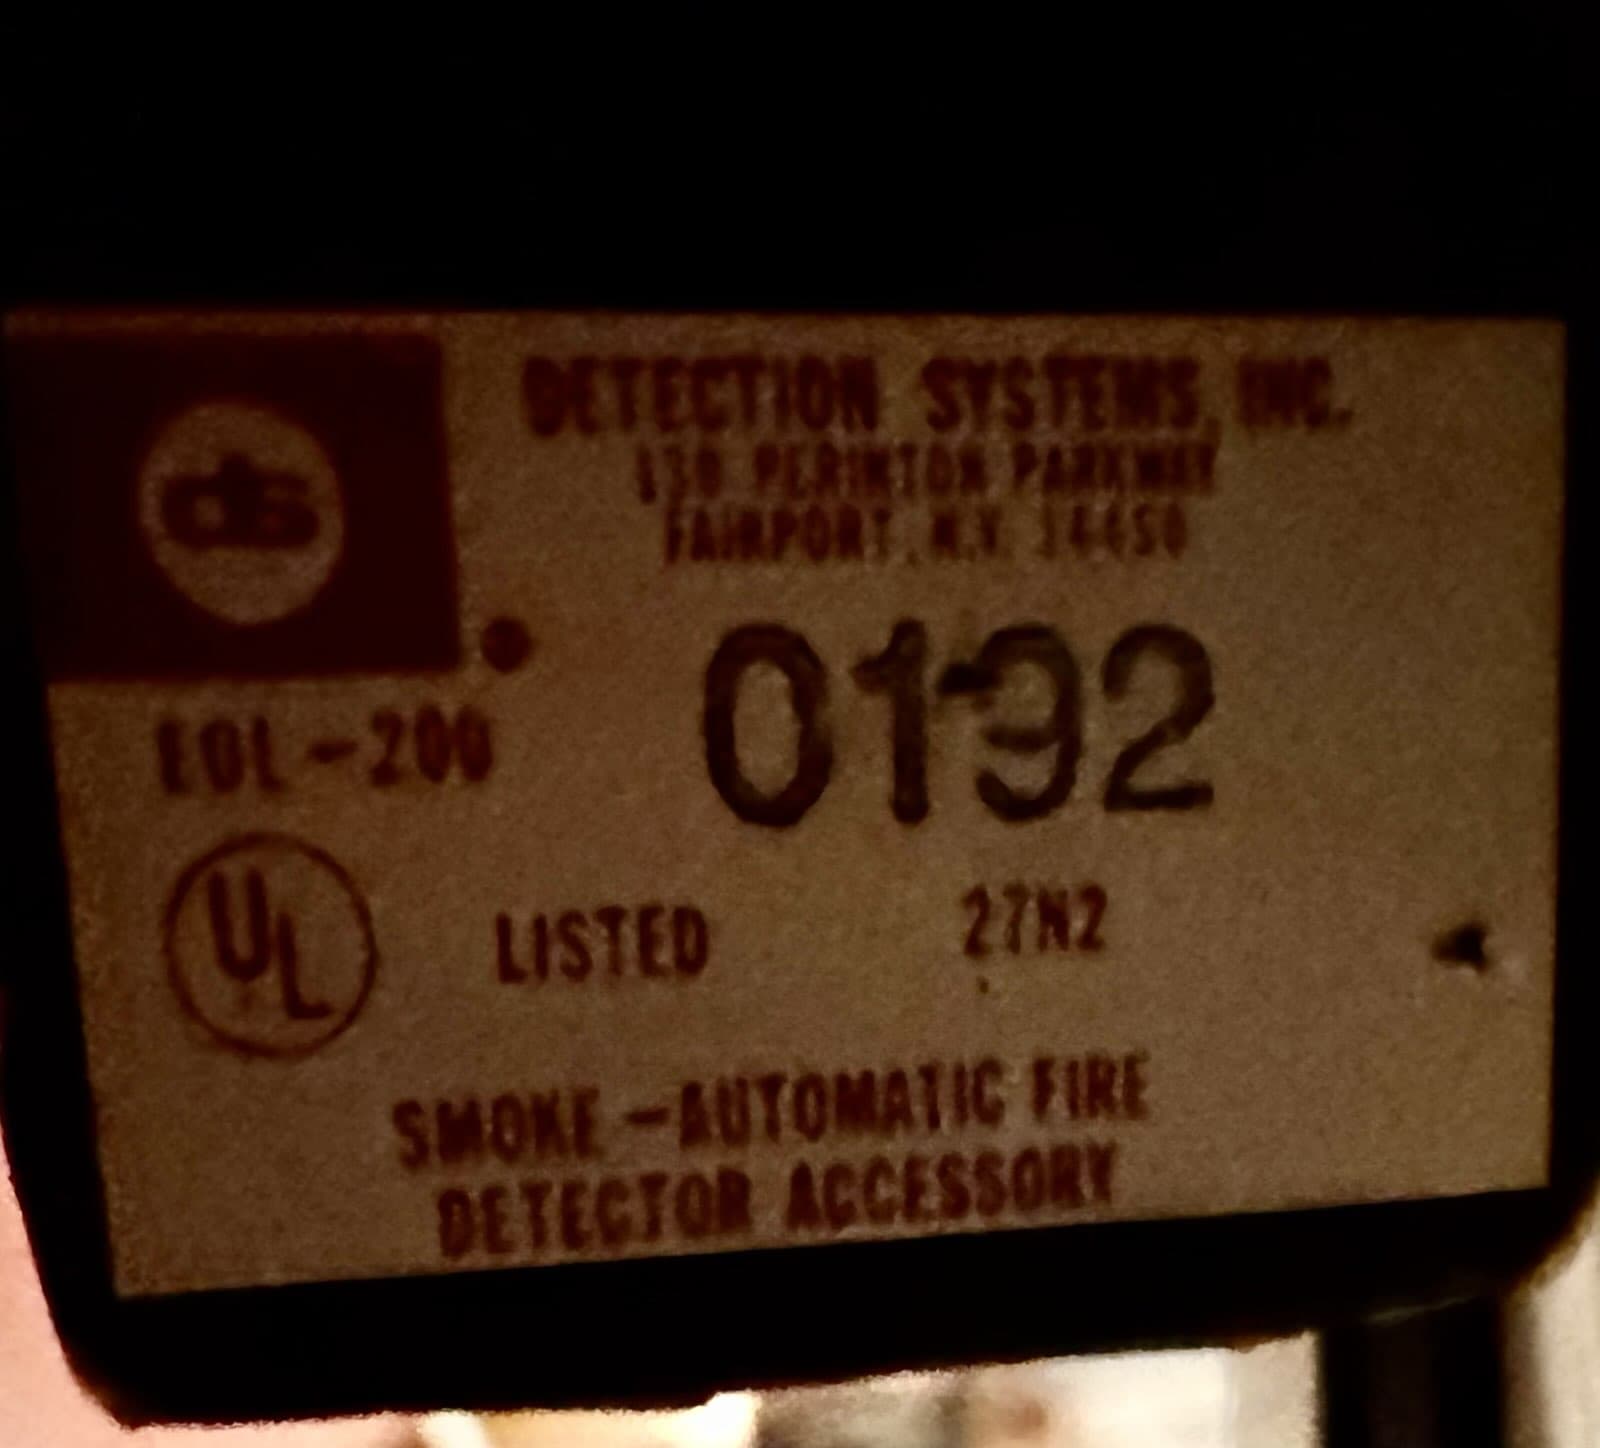 ds
DETECTION SYSTEMS, INC.
130 PERINTON PARKWAY
FAIRPORT, N.Y. 14450
0192
EOL-200
UL
LISTED 27N2
SMOKE-AUTOMATIC FIRE
DETECTOR ACCESSORY